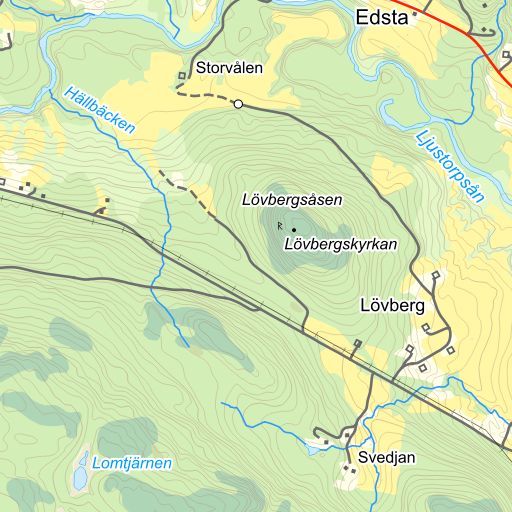 Edsta
Storvålen
Hällbäcken
Ljustorpsån
Lövbergsåsen
R
Lövbergskyrkan
Lövberg
Svedjan
Lomtjärnen